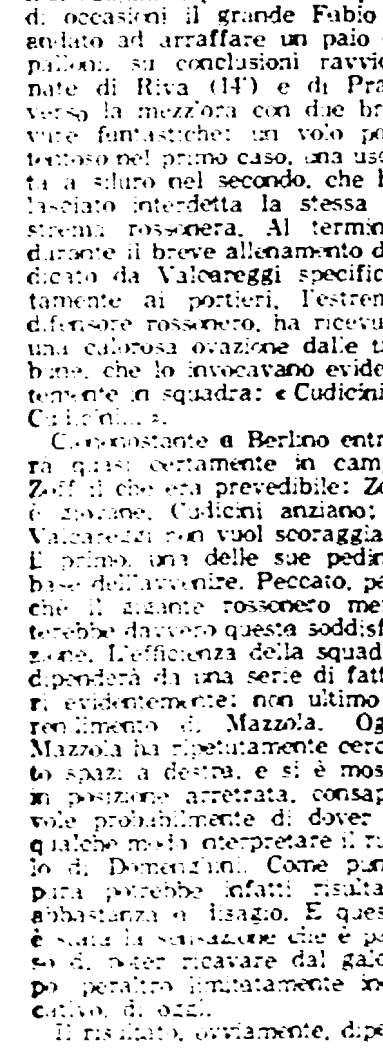 di occasioni il grande Fabio
andato ad arraffare un paio
palloni su conclusioni ravvic
nate di Riva (14') e di Pra
verso la mezz'ora con due br
vure funtastiche: un volo po
tentoso nel primo caso, una usc
ta a siluro nel secondo, che h
lasciato interdetta la stessa
strema rossonera. Al termin
durante il breve allenamento d
dicato da Valcareggi specific
tamente ai portieri, l'estren
difensore rossonero, ha ricevu
una calorosa ovazione dalle t
bune, che lo invocavano evide
temente in squadra: « Cudicini
Cudicini... ».
Ciononostante a Berlino entr
rà quasi certamente in camp
Zoff il che era prevedibile: Zo
è giovane, Cudicini anziano;
Valcareggi non vuol scoraggia
il primo, una delle sue pedin
base dell'avvenire. Peccato, pe
chè il gigante rossonero me
terebbe davvero questa soddisf
zione. L'efficienza della squad
dipenderà da una serie di fatt
ri evidentemente: non ultimo
rendimento di Mazzola. Og
Mazzola ha ripetutamente cerc
to spazi a destra, e si è mos
in posizione arretrata, consap
vole probabilmente di dover
qualche modo interpretare il ru
lo di Domenghini. Come pun
pura potrebbe infatti risulta
abbastanza a disagio. E ques
è stata la sensazione che è pa
so di poter ricavare dal galo
po peraltro limitatamente in
cativo, di oggi.
Il risultato, ovviamente, dipe